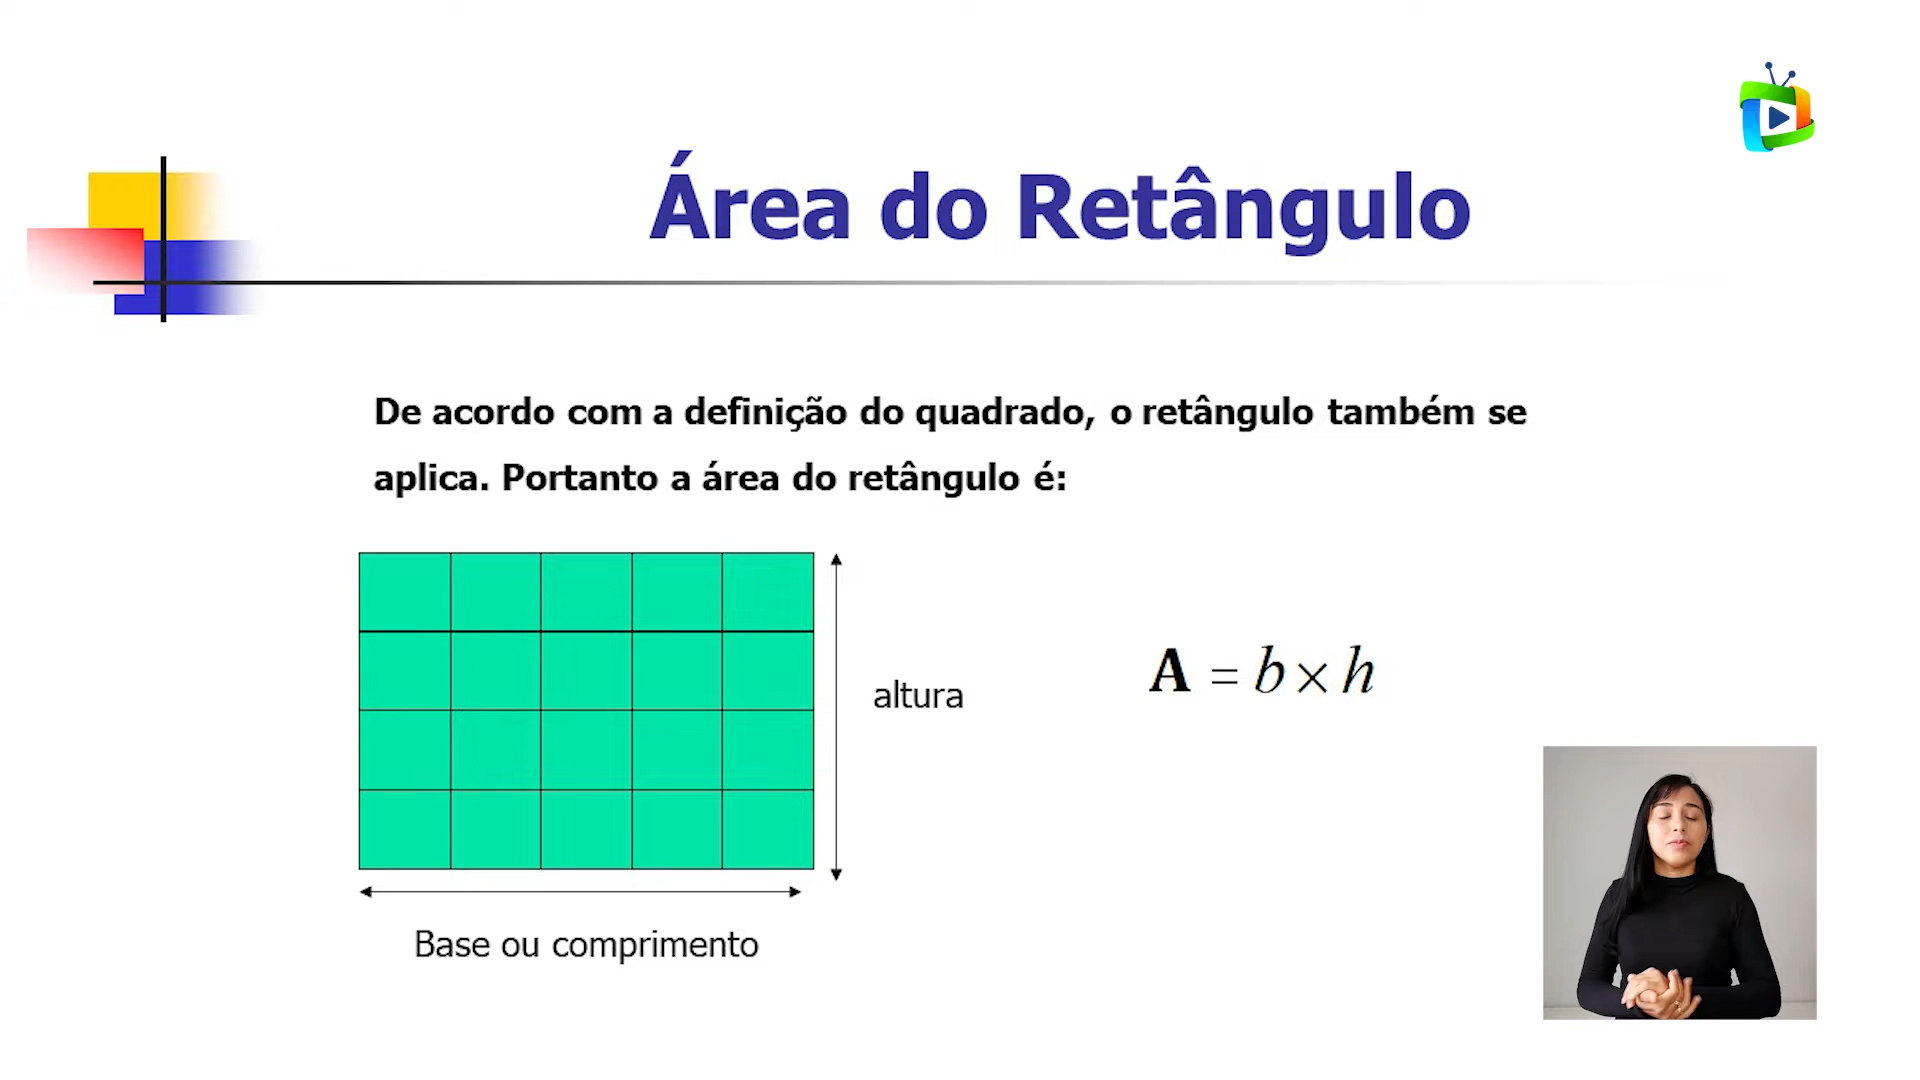 Área do Retângulo
De acordo com a definição do quadrado, o retângulo também se
aplica. Portanto a área do retângulo é:
altura
A = b × h
Base ou comprimento